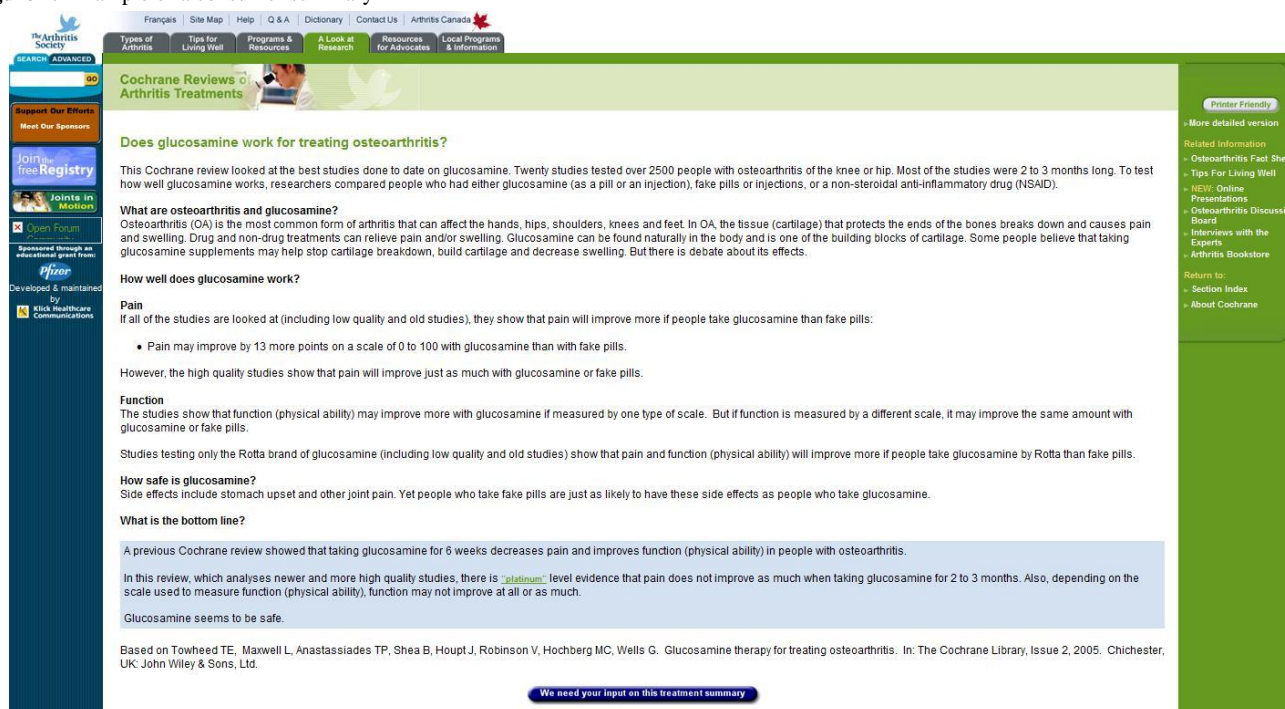 Français | Site Map | Help | Q & A | Dictionary | Contact Us | Arthritis Canada
The Arthritis
Society
Types of
Arthritis
Tips for
Living Well
Programs &
Resources
A Look at
Research
Resources
for Advocates
Local Programs
& Information
SEARCH ADVANCED
GO
Support Our Efforts
Meet Our Sponsors
Join the
free Registry
Joints in
Motion
Open Forum
Sponsored through an
educational grant from:
Pfizer
Developed & maintained
by
Klick Healthcare
Communications
Cochrane Reviews of
Arthritis Treatments
Does glucosamine work for treating osteoarthritis?
This Cochrane review looked at the best studies done to date on glucosamine. Twenty studies tested over 2500 people with osteoarthritis of the knee or hip. Most of the studies were 2 to 3 months long. To test
how well glucosamine works, researchers compared people who had either glucosamine (as a pill or an injection), fake pills or injections, or a non-steroidal anti-inflammatory drug (NSAID).
What are osteoarthritis and glucosamine?
Osteoarthritis (OA) is the most common form of arthritis that can affect the hands, hips, shoulders, knees and feet. In OA, the tissue (cartilage) that protects the ends of the bones breaks down and causes pain
and swelling. Drug and non-drug treatments can relieve pain and/or swelling. Glucosamine can be found naturally in the body and is one of the building blocks of cartilage. Some people believe that taking
glucosamine supplements may help stop cartilage breakdown, build cartilage and decrease swelling. But there is debate about its effects.
How well does glucosamine work?
Pain
If all of the studies are looked at (including low quality and old studies), they show that pain will improve more if people take glucosamine than fake pills:
• Pain may improve by 13 more points on a scale of 0 to 100 with glucosamine than with fake pills.
However, the high quality studies show that pain will improve just as much with glucosamine or fake pills.
Function
The studies show that function (physical ability) may improve more with glucosamine if measured by one type of scale. But if function is measured by a different scale, it may improve the same amount with
glucosamine or fake pills.
Studies testing only the Rotta brand of glucosamine (including low quality and old studies) show that pain and function (physical ability) will improve more if people take glucosamine by Rotta than fake pills.
How safe is glucosamine?
Side effects include stomach upset and other joint pain. Yet people who take fake pills are just as likely to have these side effects as people who take glucosamine.
What is the bottom line?
A previous Cochrane review showed that taking glucosamine for 6 weeks decreases pain and improves function (physical ability) in people with osteoarthritis.
In this review, which analyses newer and more high quality studies, there is "platinum" level evidence that pain does not improve as much when taking glucosamine for 2 to 3 months. Also, depending on the
scale used to measure function (physical ability), function may not improve at all or as much.
Glucosamine seems to be safe.
Based on Towheed TE, Maxwell L, Anastassiades TP, Shea B, Houpt J, Robinson V, Hochberg MC, Wells G. Glucosamine therapy for treating osteoarthritis. In: The Cochrane Library, Issue 2, 2005. Chichester,
UK: John Wiley & Sons, Ltd.
We need your input on this treatment summary
Printer Friendly
More detailed version
Related Information
Osteoarthritis Fact She
Tips For Living Well
NEW: Online
Presentations
Osteoarthritis Discussi
Board
Interviews with the
Experts
Arthritis Bookstore
Return to:
Section Index
About Cochrane